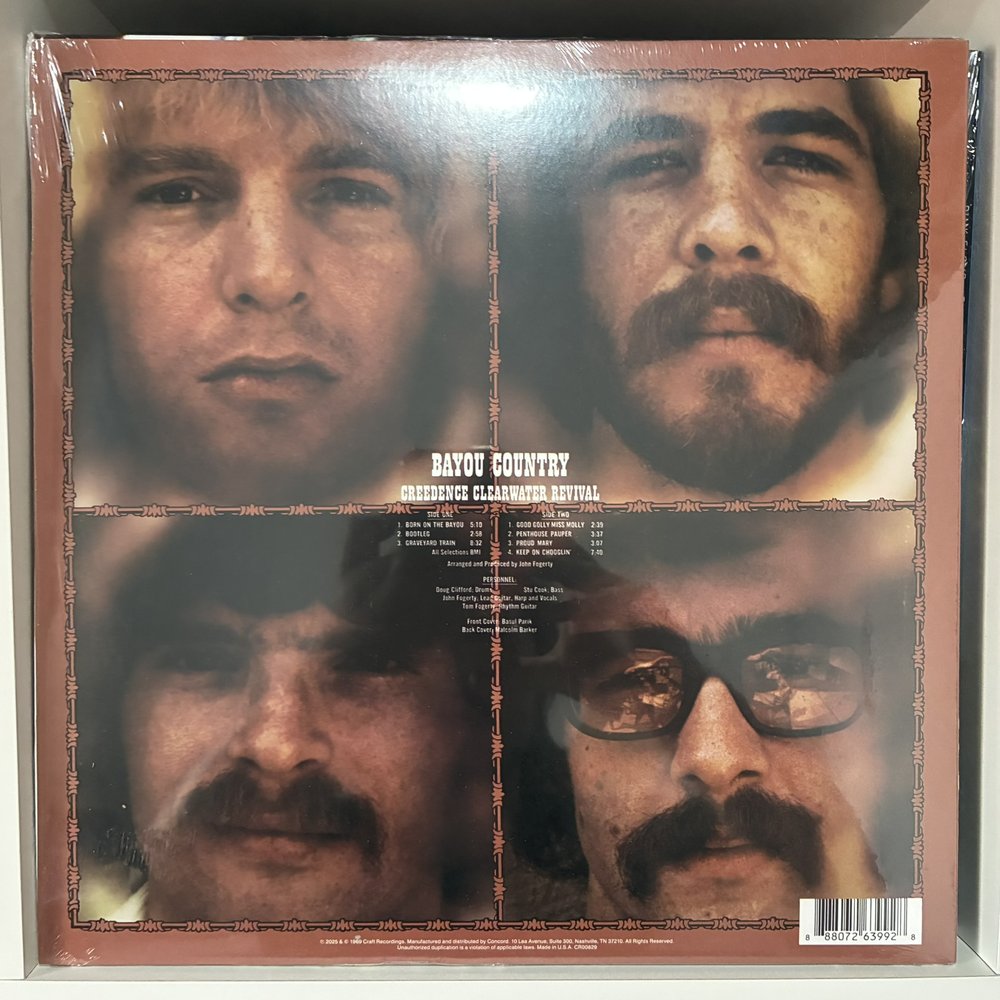 BAYOU COUNTRY
CREEDENCE CLEARWATER REVIVAL
SIDE ONE
1. BORN ON THE BAYOU 5:10
2. BOOTLEG 2:58
3. GRAVEYARD TRAIN 8:32
SIDE TWO
1. GOOD GOLLY MISS MOLLY 2:39
2. PENTHOUSE PAUPER 3:37
3. PROUD MARY 3:07
4. KEEP ON CHOOGLIN' 7:40
All Selections BMI
Arranged and Produced by John Fogerty
PERSONNEL:
Doug Clifford; Drums Stu Cook; Bass
John Fogerty; Lead Guitar, Harp and Vocals
Tom Fogerty; Rhythm Guitar
Front Cover; Basul Parik
Back Cover; Malcolm Barker
℗ 2025 & © 1969 Craft Recordings. Manufactured and distributed by Concord. 10 Lea Avenue, Suite 300, Nashville, TN 37210. All Rights Reserved.
Unauthorized duplication is a violation of applicable laws. Made in U.S.A. CR00829
8 88072 63992 8